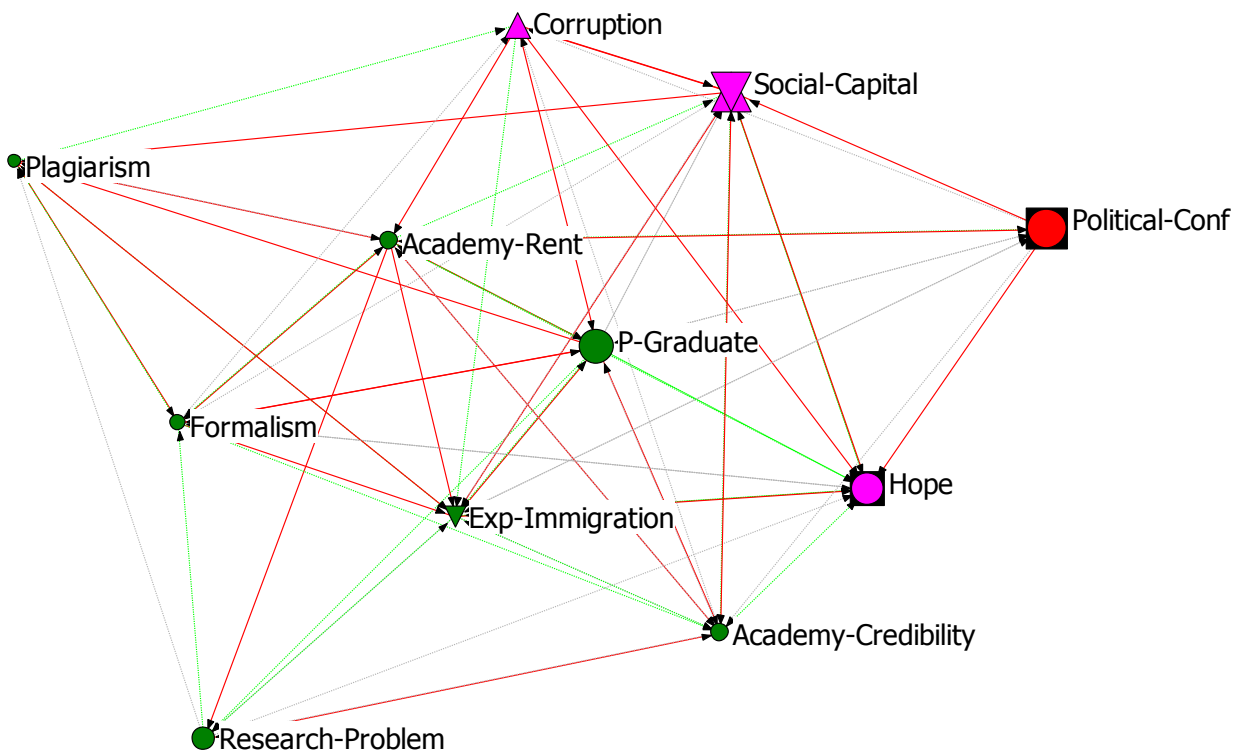 Corruption
Social-Capital
Plagiarism
Political-Conf
Academy-Rent
P-Graduate
Formalism
Hope
Exp-Immigration
Academy-Credibility
Research-Problem